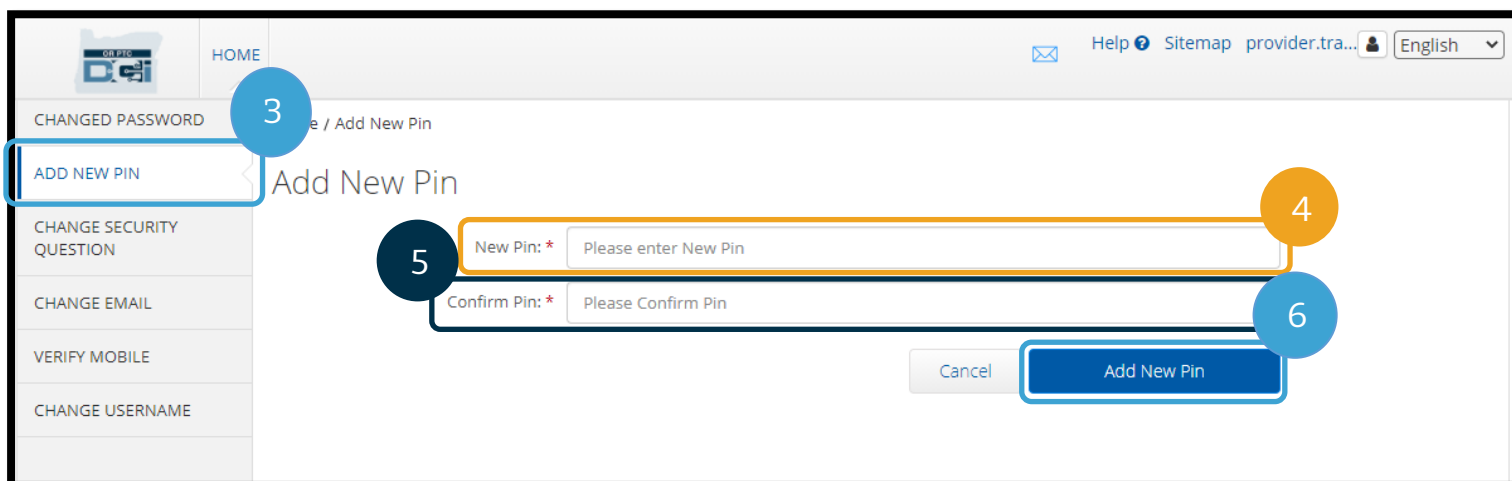 OR PTC
DCi
HOME
Help ? Sitemap provider.tra... English
CHANGED PASSWORD
3
e / Add New Pin
ADD NEW PIN
Add New Pin
4
CHANGE SECURITY
QUESTION
5
New Pin: * Please enter New Pin
CHANGE EMAIL
Confirm Pin: * Please Confirm Pin
6
VERIFY MOBILE
Cancel Add New Pin
CHANGE USERNAME